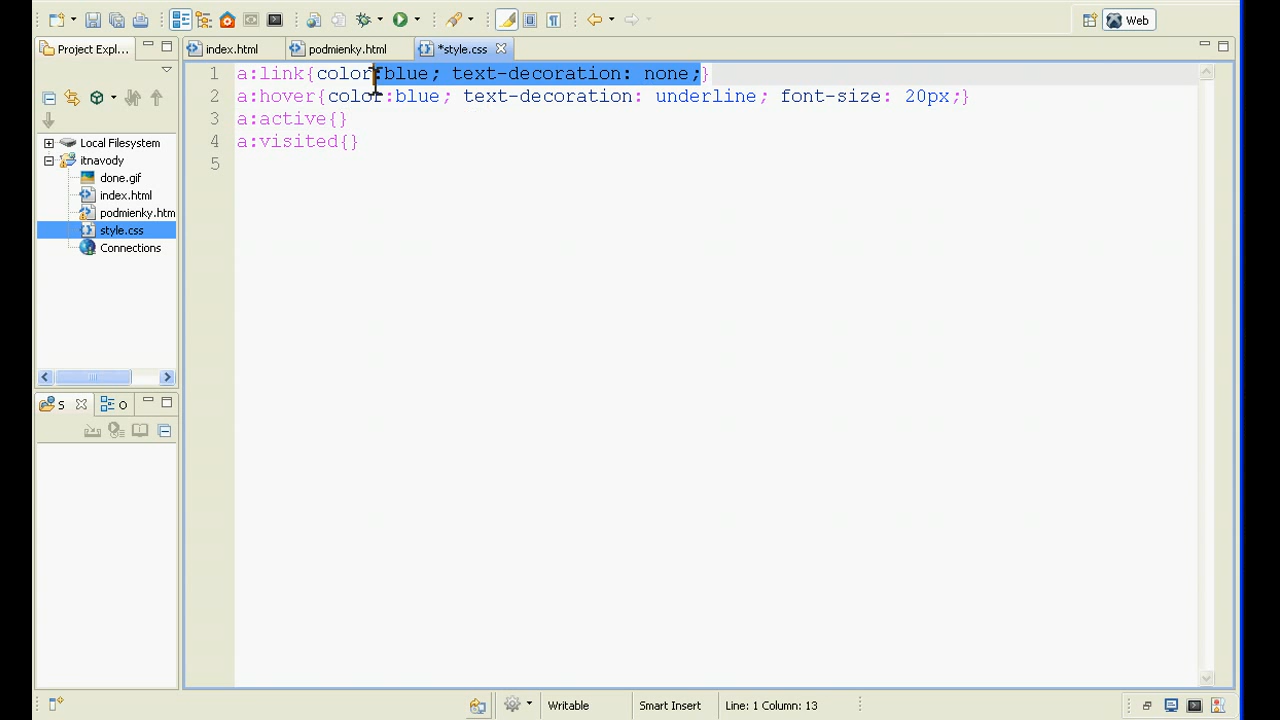 Web
Project Expl...
index.html
podmienky.html
*style.css
1 a:link{color:blue; text-decoration: none;}
2 a:hover{color:blue; text-decoration: underline; font-size: 20px;}
3 a:active{}
4 a:visited{}
5
Local Filesystem
itnavody
done.gif
index.html
podmienky.htm
style.css
Connections
S
O
Writable
Smart Insert
Line: 1 Column: 13